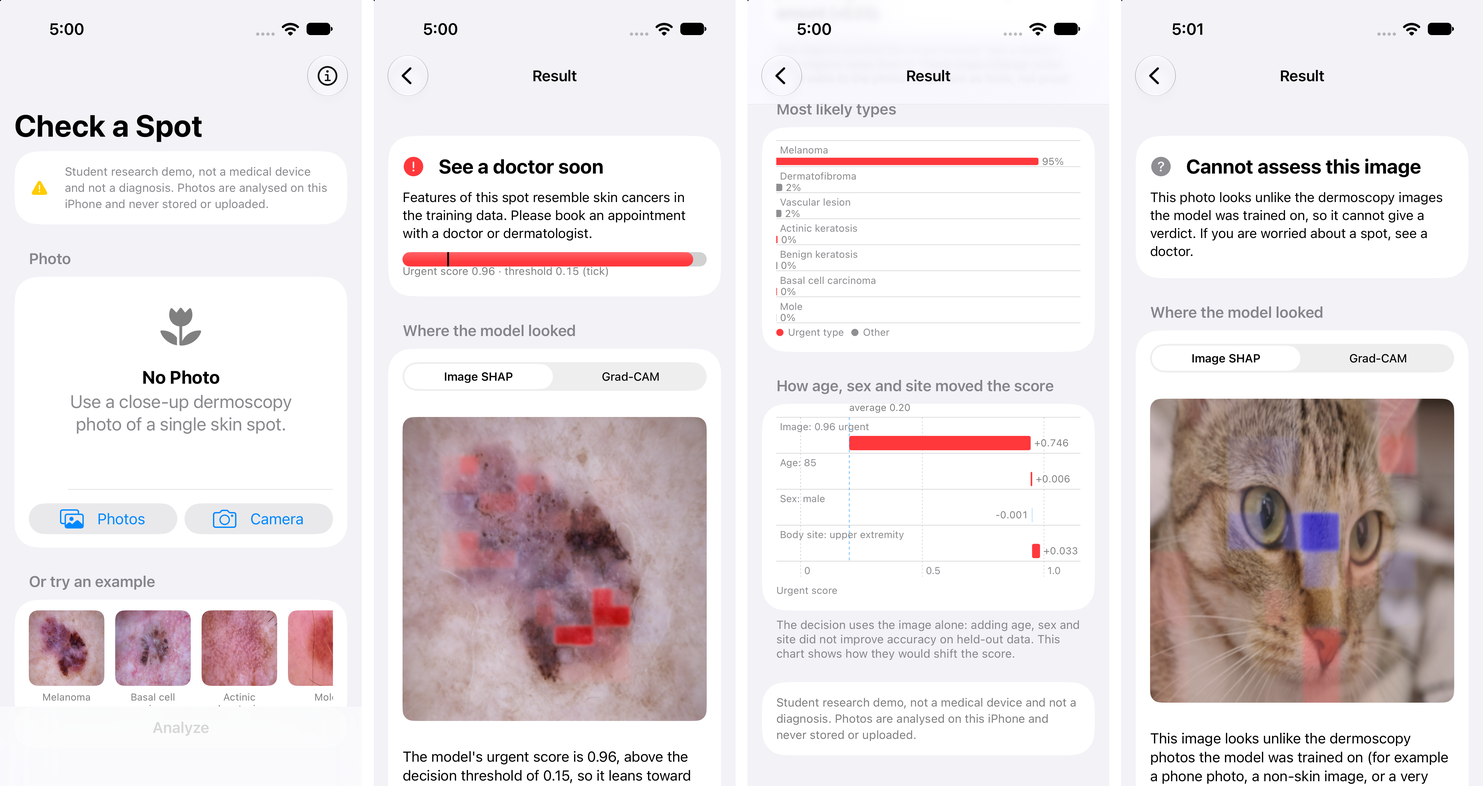 5:00
Check a Spot
Student research demo, not a medical device
and not a diagnosis. Photos are analysed on this
iPhone and never stored or uploaded.
Photo
No Photo
Use a close-up dermoscopy
photo of a single skin spot.
Photos
Camera
Or try an example
Melanoma
Basal cell
Actinic
Analyze
5:00
Result
See a doctor soon
Features of this spot resemble skin cancers in
the training data. Please book an appointment
with a doctor or dermatologist.
Urgent score 0.96 · threshold 0.15 (tick)
Where the model looked
Image SHAP
Grad-CAM
The model's urgent score is 0.96, above the
decision threshold of 0.15, so it leans toward
5:00
Result
Most likely types
Melanoma
95%
Dermatofibroma
2%
Vascular lesion
2%
Actinic keratosis
0%
Benign keratosis
0%
Basal cell carcinoma
0%
Mole
0%
Urgent type
Other
How age, sex and site moved the score
average 0.20
Image: 0.96 urgent
+0.746
Age: 85
+0.006
Sex: male
-0.001
Body site: upper extremity
+0.033
0
0.5
1.0
Urgent score
The decision uses the image alone: adding age, sex and
site did not improve accuracy on held-out data. This
chart shows how they would shift the score.
Student research demo, not a medical device and not a
diagnosis. Photos are analysed on this iPhone and
never stored or uploaded.
5:01
Result
Cannot assess this image
This photo looks unlike the dermoscopy images
the model was trained on, so it cannot give a
verdict. If you are worried about a spot, see a
doctor.
Where the model looked
Image SHAP
Grad-CAM
This image looks unlike the dermoscopy
photos the model was trained on (for example
a phone photo, a non-skin image, or a very